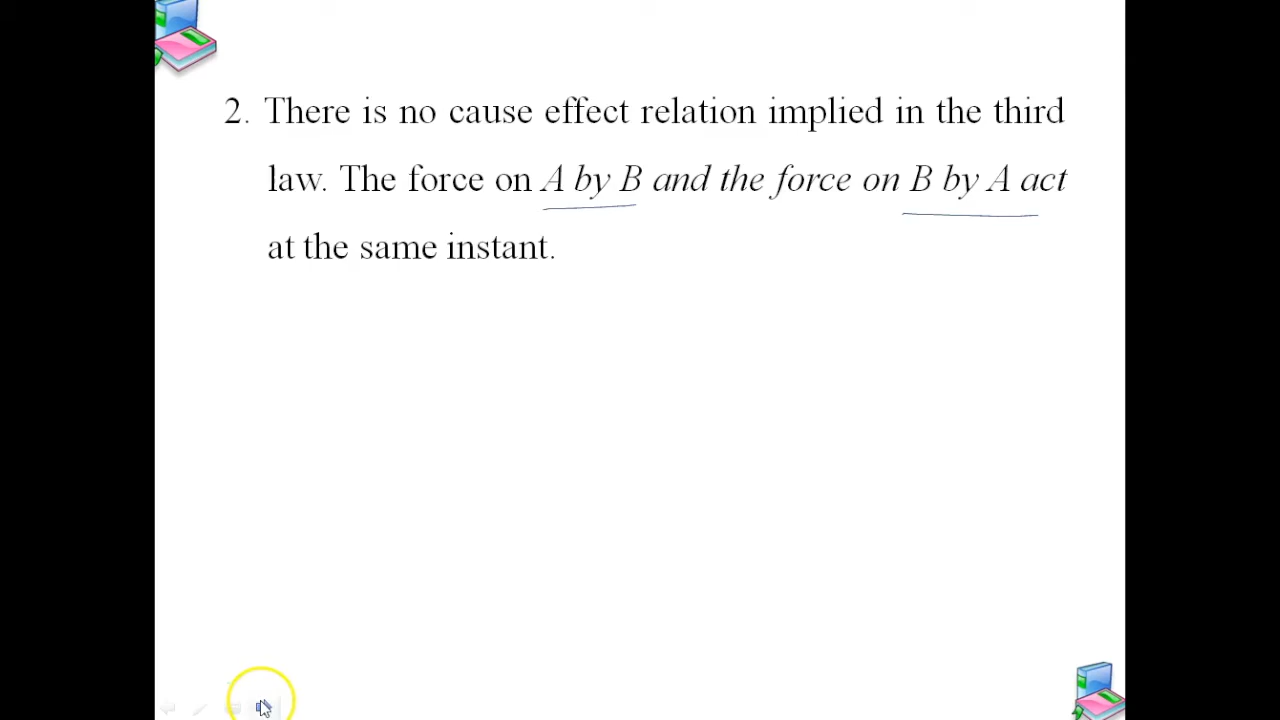 2. There is no cause effect relation implied in the third
law. The force on A by B and the force on B by A act
at the same instant.